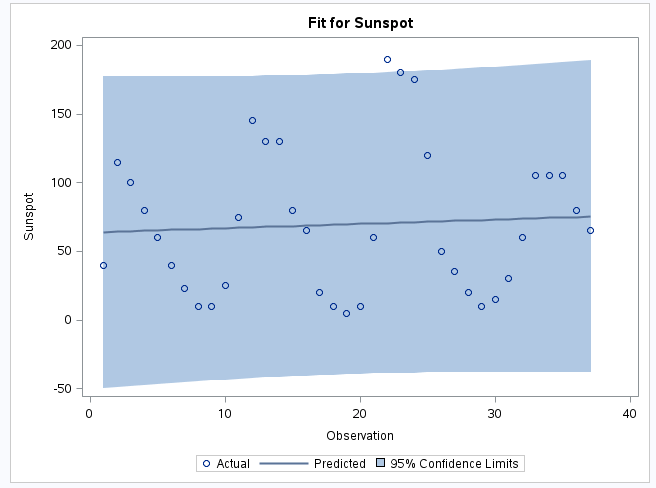 Fit for Sunspot
200
150
100
50
0
-50
Sunspot
0 10 20 30 40
Observation
Actual Predicted 95% Confidence Limits